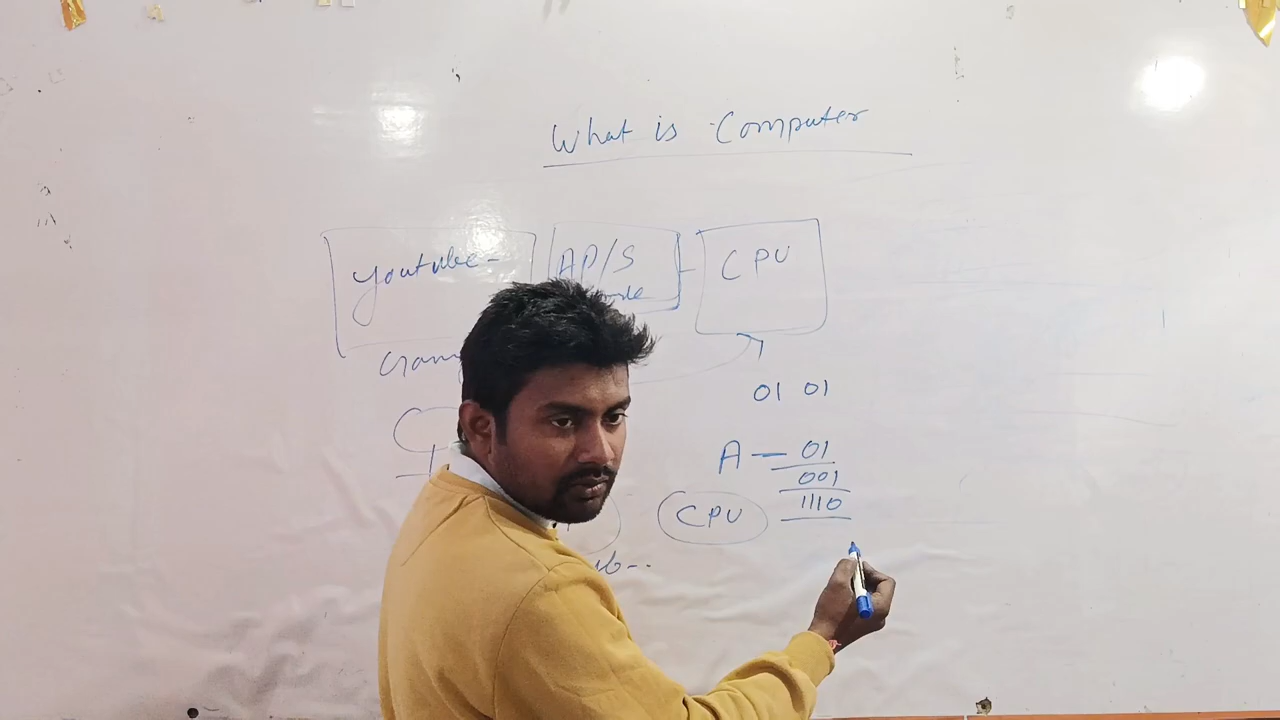 What is Computer
Youtube - AP/S CPU
01 01
A — 01
001
1110
CPU